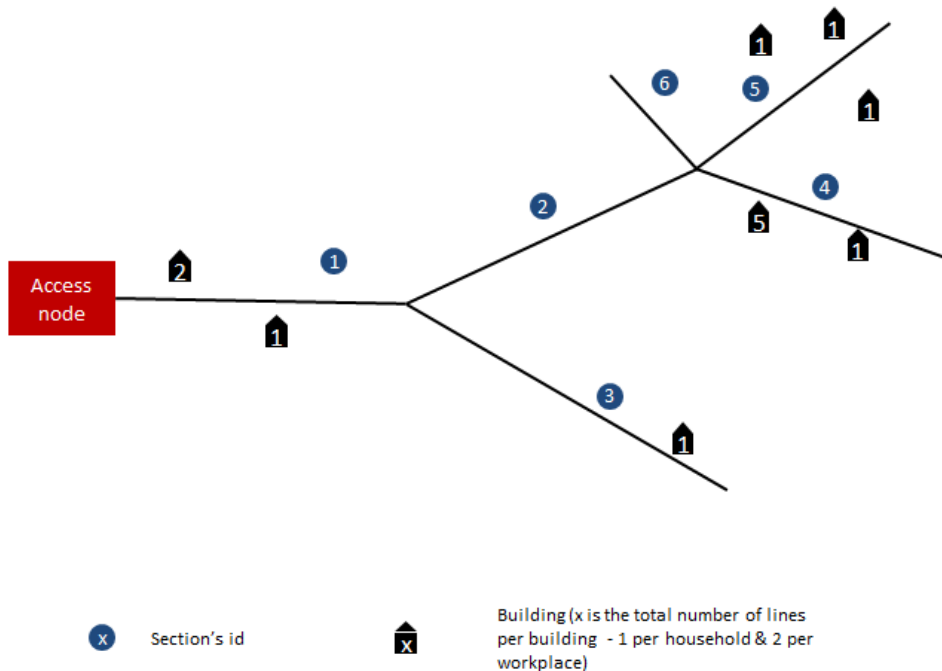 1
1
6
5
1
4
2
5
1
2
1
Access
node
1
3
1
x
Section's id
x
Building (x is the total number of lines
per building - 1 per household & 2 per
workplace)